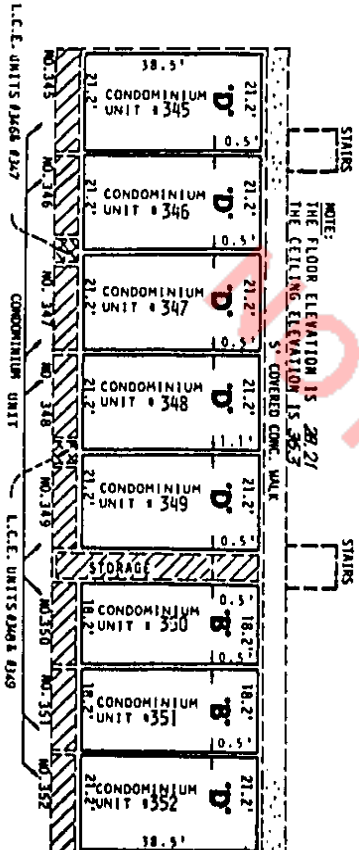 38.5'
NO.345
21.2'
CONDOMINIUM
UNIT #345
"D"
21.2'
0.5'
STAIRS
L.C.E. UNITS #346& #347
NO.346
21.2'
CONDOMINIUM
UNIT #346
"D"
21.2'
0.5'
NOTE:
THE FLOOR ELEVATION IS 28.21
THE CEILING ELEVATION IS 36.3
NO. 347
21.2'
CONDOMINIUM
UNIT #347
"D"
21.2'
0.5'
5' COVERED CONC. WALK
CONDOMINIUM UNIT
348
21.2'
CONDOMINIUM
UNIT #348
"D"
21.2'
1.1'
NO.349
21.2'
CONDOMINIUM
UNIT #349
"D"
21.2'
0.5'
STORAGE
STAIRS
L.C.E. UNITS #348& #349
NO.350
18.2'
CONDOMINIUM
UNIT #350
"B"
0.5'
18.2'
0.5'
NO.351
18.2'
CONDOMINIUM
UNIT #351
"B"
18.2'
0.5'
NO.352
21.2'
CONDOMINIUM
UNIT #352
"D"
21.2'
38.5'